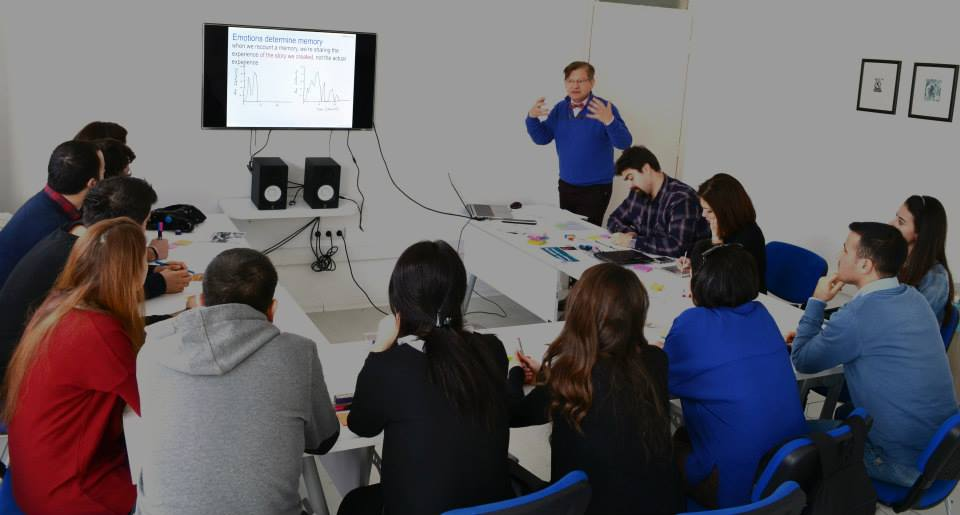 Emotions determine memory
when we recount a memory, we're sharing the
experience of the story we created, not the actual
experience